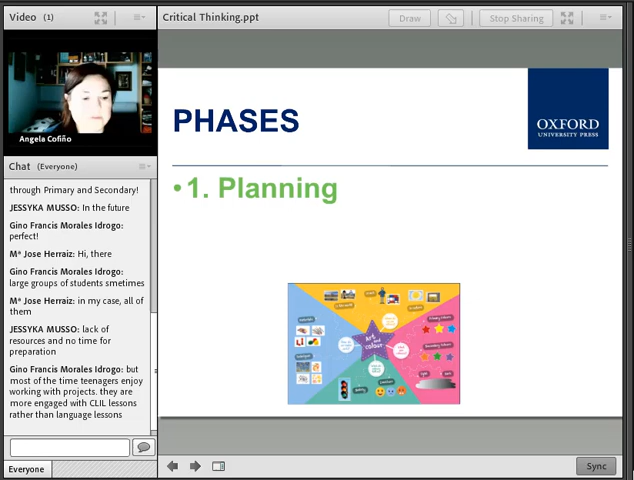 Video (1)
Angela Cofiño
Chat (Everyone)
through Primary and Secondary!
JESSYKA MUSSO: In the future
Gino Francis Morales Idrogo:
perfect!
Mª Jose Herraiz: Hi, there
Gino Francis Morales Idrogo:
large groups of students smetimes
Mª Jose Herraiz: in my case, all of
them
JESSYKA MUSSO: lack of
resources and no time for
preparation
Gino Francis Morales Idrogo: but
most of the time teenagers enjoy
working with projects. they are
more engaged with CLIL lessons
rather than language lessons
Everyone
Critical Thinking.ppt
Draw
Stop Sharing
PHASES
OXFORD
UNIVERSITY PRESS
•1. Planning
Art
and
colour
Sync